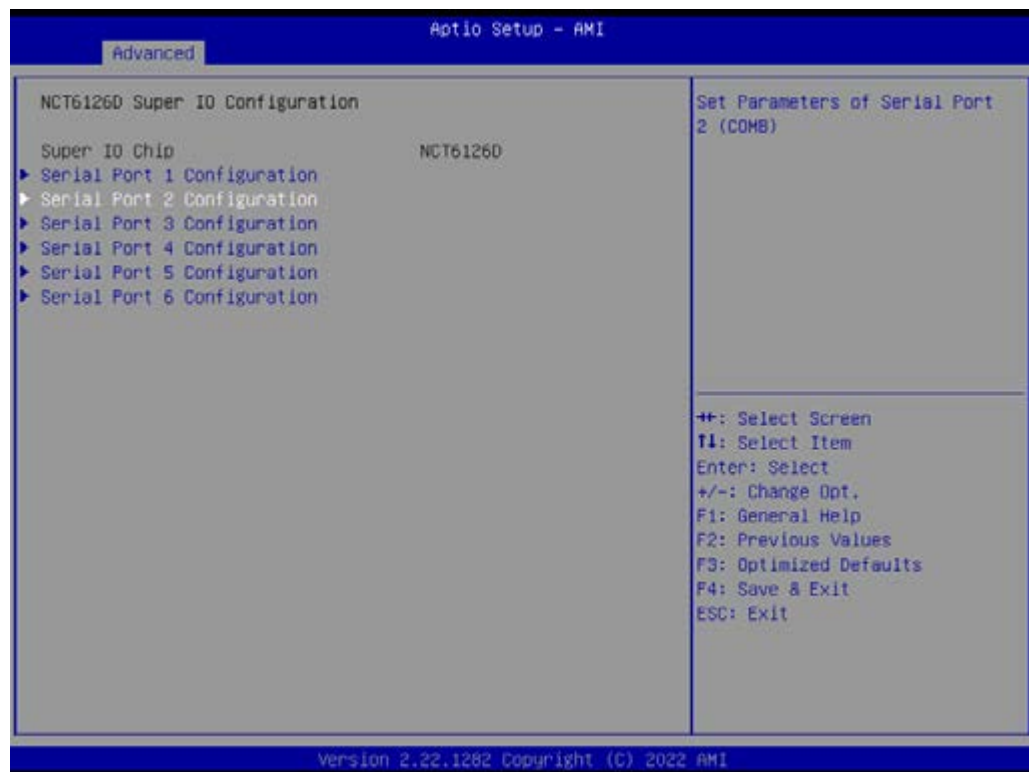 Aptio Setup - AMI
Advanced
NCT6126D Super IO Configuration
Super IO Chip NCT6126D
Serial Port 1 Configuration
Serial Port 2 Configuration
Serial Port 3 Configuration
Serial Port 4 Configuration
Serial Port 5 Configuration
Serial Port 6 Configuration
Set Parameters of Serial Port
2 (COMB)
→←: Select Screen
↑↓: Select Item
Enter: Select
+/-: Change Opt.
F1: General Help
F2: Previous Values
F3: Optimized Defaults
F4: Save & Exit
ESC: Exit
Version 2.22.1282 Copyright (C) 2022 AMI